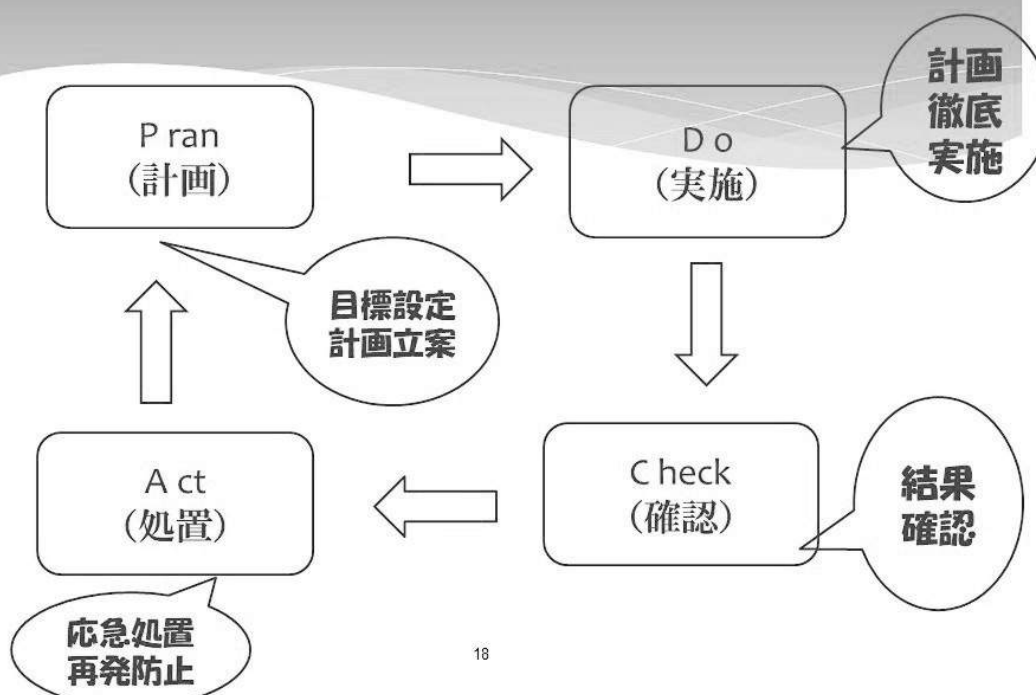 P ran
(計画)
D o
(実施)
計画
徹底
実施
目標設定
計画立案
A ct
(処置)
C heck
(確認)
結果
確認
応急処置
再発防止
18